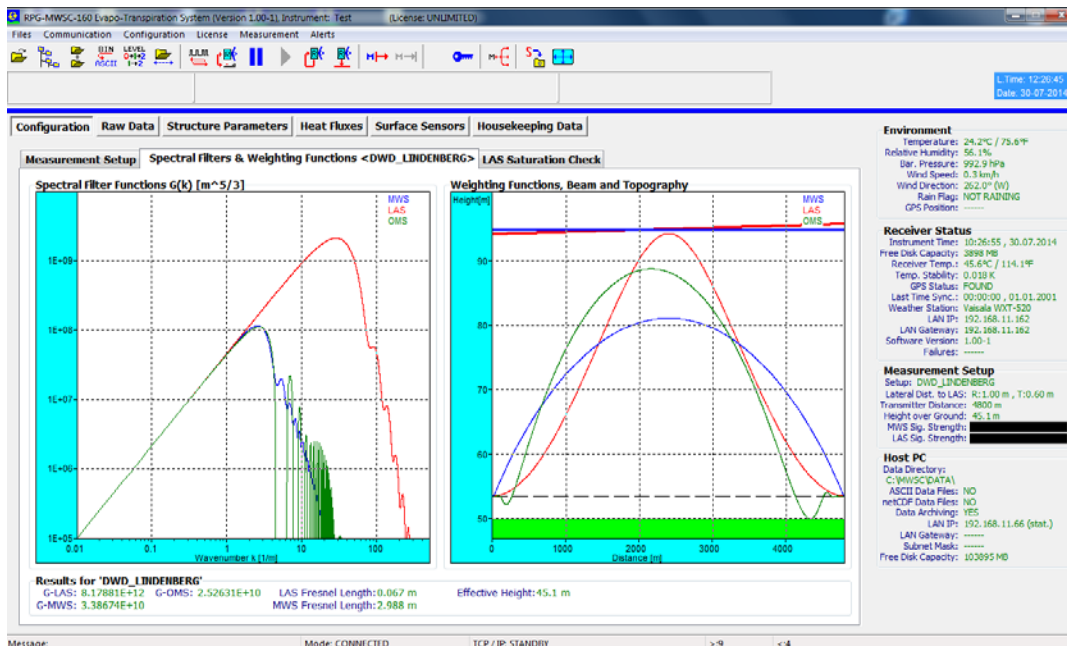 RPG-MWSC-160 Evapo-Transpiration System (Version 1.00-1), Instrument: Test (License: UNLIMITED)
Files Communication Configuration License Measurement Alerts
BIN ASCII LEVEL 0+1+2 1→2
L.Time: 12:26:45
Date: 30-07-2014
Configuration Raw Data Structure Parameters Heat Fluxes Surface Sensors Housekeeping Data
Measurement Setup Spectral Filters & Weighting Functions <DWD_LINDENBERG> LAS Saturation Check
Spectral Filter Functions G(k) [m^5/3]
MWS
LAS
OMS
1E+09
1E+08
1E+07
1E+06
1E+05
0.01 0.1 1 10 100
Wavenumber k [1/m]
Weighting Functions, Beam and Topography
Height[m]
MWS
LAS
OMS
90
80
70
60
50
0 1000 2000 3000 4000
Distance [m]
Results for 'DWD_LINDENBERG'
G-LAS: 8.17881E+12 G-OMS: 2.52631E+10 LAS Fresnel Length: 0.067 m Effective Height: 45.1 m
G-MWS: 3.38674E+10 MWS Fresnel Length: 2.988 m
Environment
Temperature: 24.2°C / 75.6°F
Relative Humidity: 56.1%
Bar. Pressure: 992.9 hPa
Wind Speed: 0.3 km/h
Wind Direction: 262.0° (W)
Rain Flag: NOT RAINING
GPS Position: -----
Receiver Status
Instrument Time: 10:26:55 , 30.07.2014
Free Disk Capacity: 3898 MB
Receiver Temp.: 45.6°C / 114.1°F
Temp. Stability: 0.018 K
GPS Status: FOUND
Last Time Sync.: 00:00:00 , 01.01.2001
Weather Station: Vaisala WXT-520
LAN IP: 192.168.11.162
LAN Gateway: 192.168.11.162
Software Version: 1.00-1
Failures: -----
Measurement Setup
Setup: DWD_LINDENBERG
Lateral Dist. to LAS: R:1.00 m , T:0.60 m
Transmitter Distance: 4800 m
Height over Ground: 45.1 m
MWS Sig. Strength:
LAS Sig. Strength:
Host PC
Data Directory:
C:\MWSC\DATA\
ASCII Data Files: NO
netCDF Data Files: NO
Data Archiving: YES
LAN IP: 192.168.11.66 (stat.)
LAN Gateway: -----
Subnet Mask: -----
Free Disk Capacity: 103895 MB
Message: Mode: CONNECTED TCP / IP: STANDBY >:9 <:4